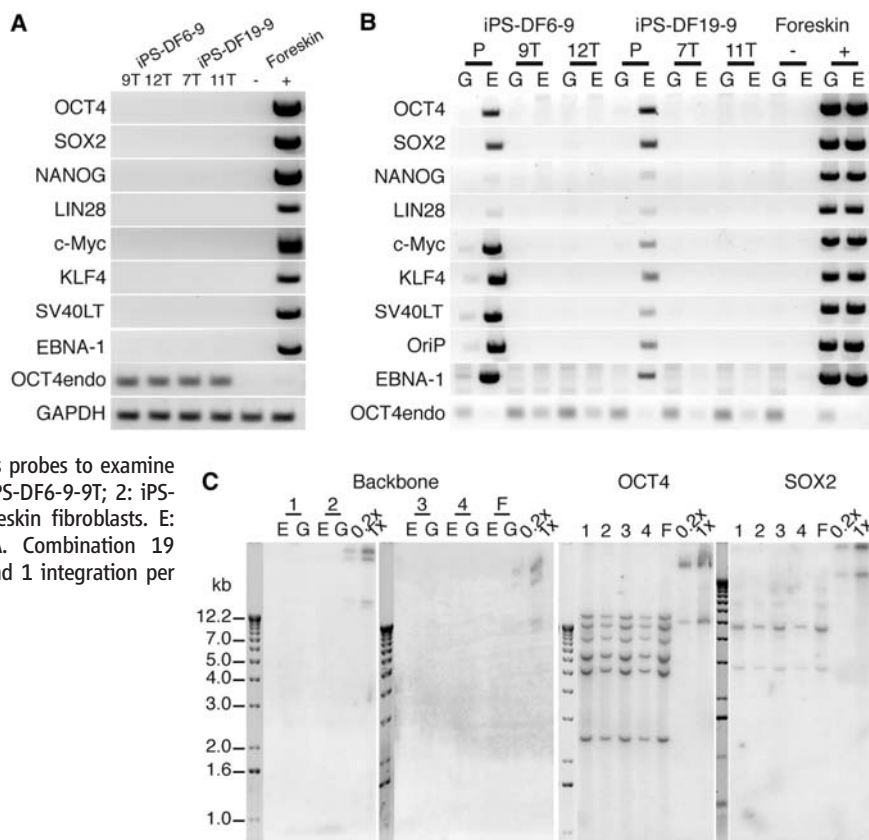 A
iPS-DF6-9
iPS-DF19-9
Foreskin
9T 12T 7T 11T - +
OCT4
SOX2
NANOG
LIN28
c-Myc
KLF4
SV40LT
EBNA-1
OCT4endo
GAPDH
B
iPS-DF6-9 iPS-DF19-9 Foreskin
P 9T 12T P 7T 11T - +
G E G E G E G E G E G E G E G E
OCT4
SOX2
NANOG
LIN28
c-Myc
KLF4
SV40LT
OriP
EBNA-1
OCT4endo
s probes to examine
PS-DF6-9-9T; 2: iPS-
eskin fibroblasts. E:
A. Combination 19
nd 1 integration per
C
Backbone OCT4 SOX2
1 2 3 4 F
E G E G 0.2x 1x E G E G E G 0.2x 1x 1 2 3 4 F 0.2x 1x 1 2 3 4 F 0.2x 1x
kb
12.2
7.0
5.0
4.0
3.0
2.0
1.6
1.0